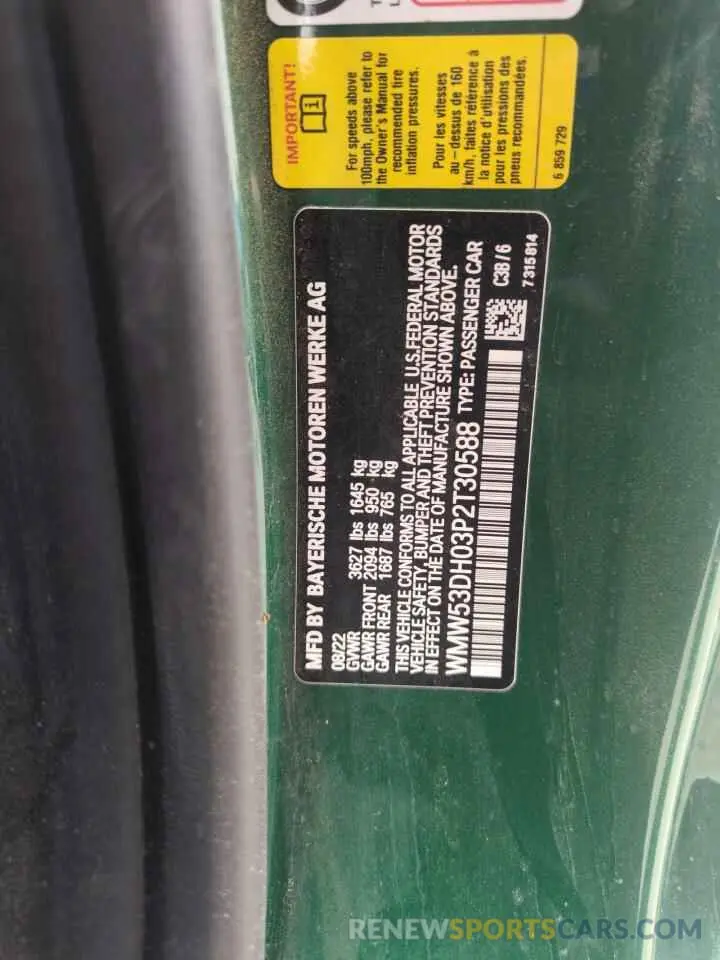 T
L
IMPORTANT!
For speeds above
100mph, please refer to
the Owner's Manual for
recommended tire
inflation pressures.
Pour les vitesses
au-dessus de 160
km/h, faites référence à
la notice d'utilisation
pour les pressions des
pneus recommandées.
6 859 729
MFD BY BAYERISCHE MOTOREN WERKE AG
08/22
GVWR 3627 lbs 1645 kg
GAWR FRONT 2094 lbs 950 kg
GAWR REAR 1687 lbs 765 kg
THIS VEHICLE CONFORMS TO ALL APPLICABLE U.S.FEDERAL MOTOR
VEHICLE SAFETY, BUMPER AND THEFT PREVENTION STANDARDS
IN EFFECT ON THE DATE OF MANUFACTURE SHOWN ABOVE.
WMW53DH03P2T30588 TYPE: PASSENGER CAR
C3B / 6
7 315 814
RENEWSPORTSCARS.COM